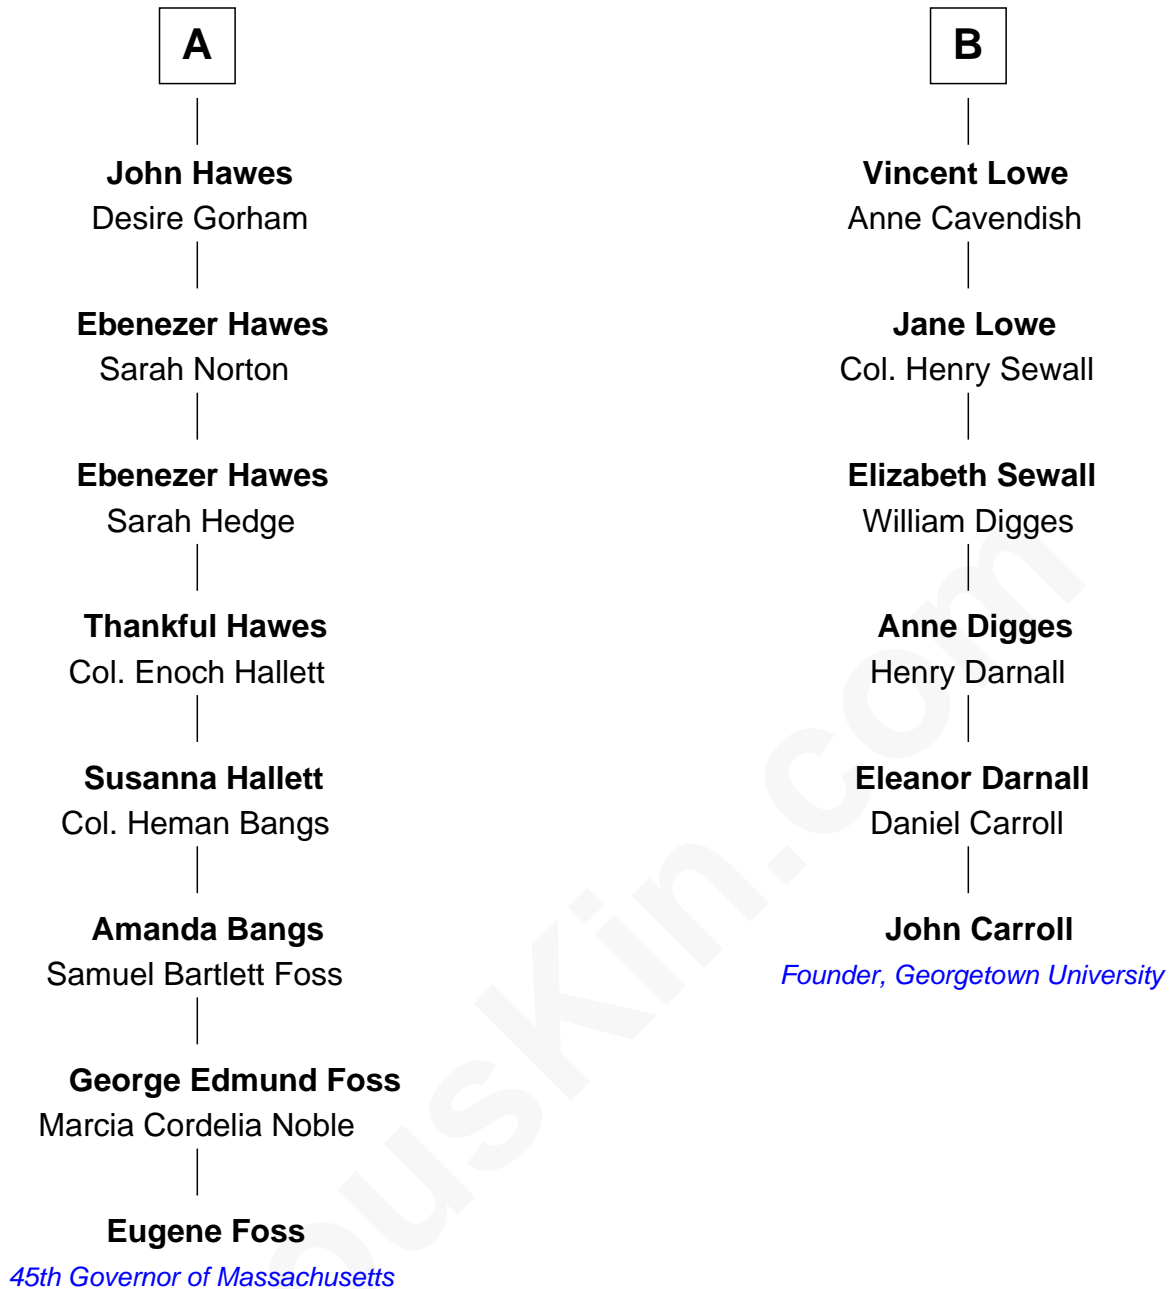 A
John Hawes
Desire Gorham
Ebenezer Hawes
Sarah Norton
Ebenezer Hawes
Sarah Hedge
Thankful Hawes
Col. Enoch Hallett
Susanna Hallett
Col. Heman Bangs
Amanda Bangs
Samuel Bartlett Foss
George Edmund Foss
Marcia Cordelia Noble
Eugene Foss
45th Governor of Massachusetts
B
Vincent Lowe
Anne Cavendish
Jane Lowe
Col. Henry Sewall
Elizabeth Sewall
William Digges
Anne Digges
Henry Darnall
Eleanor Darnall
Daniel Carroll
John Carroll
Founder, Georgetown University
ouskin.com